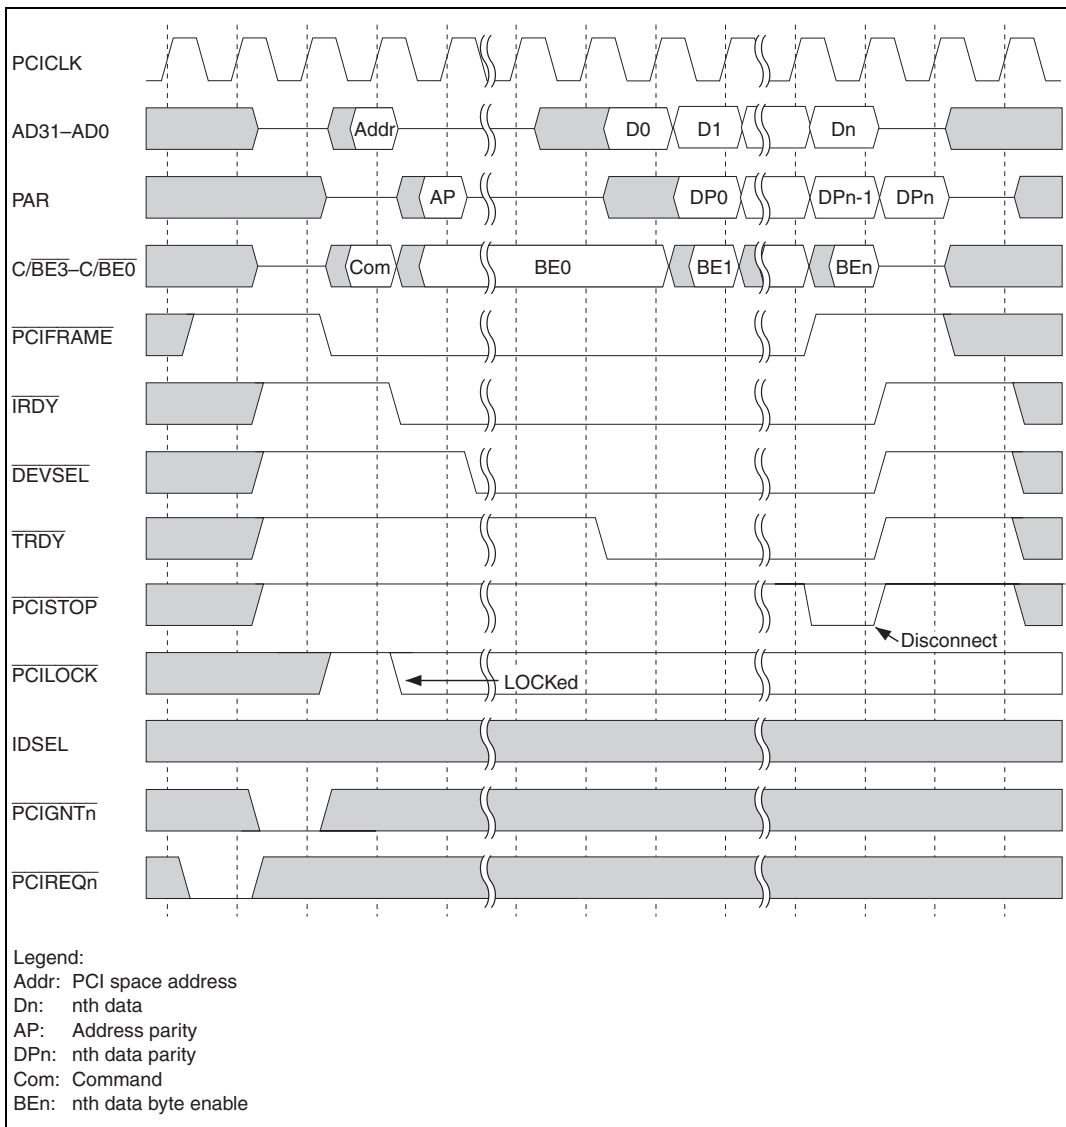 PCICLK
AD31–AD0 Addr D0 D1 Dn
PAR AP DP0 DPn-1 DPn
C/BE3–C/BE0 Com BE0 BE1 BEn
PCIFRAME
IRDY
DEVSEL
TRDY
PCISTOP
Disconnect
PCILOCK
LOCKed
IDSEL
PCIGNTn
PCIREQn
Legend:
Addr: PCI space address
Dn: nth data
AP: Address parity
DPn: nth data parity
Com: Command
BEn: nth data byte enable